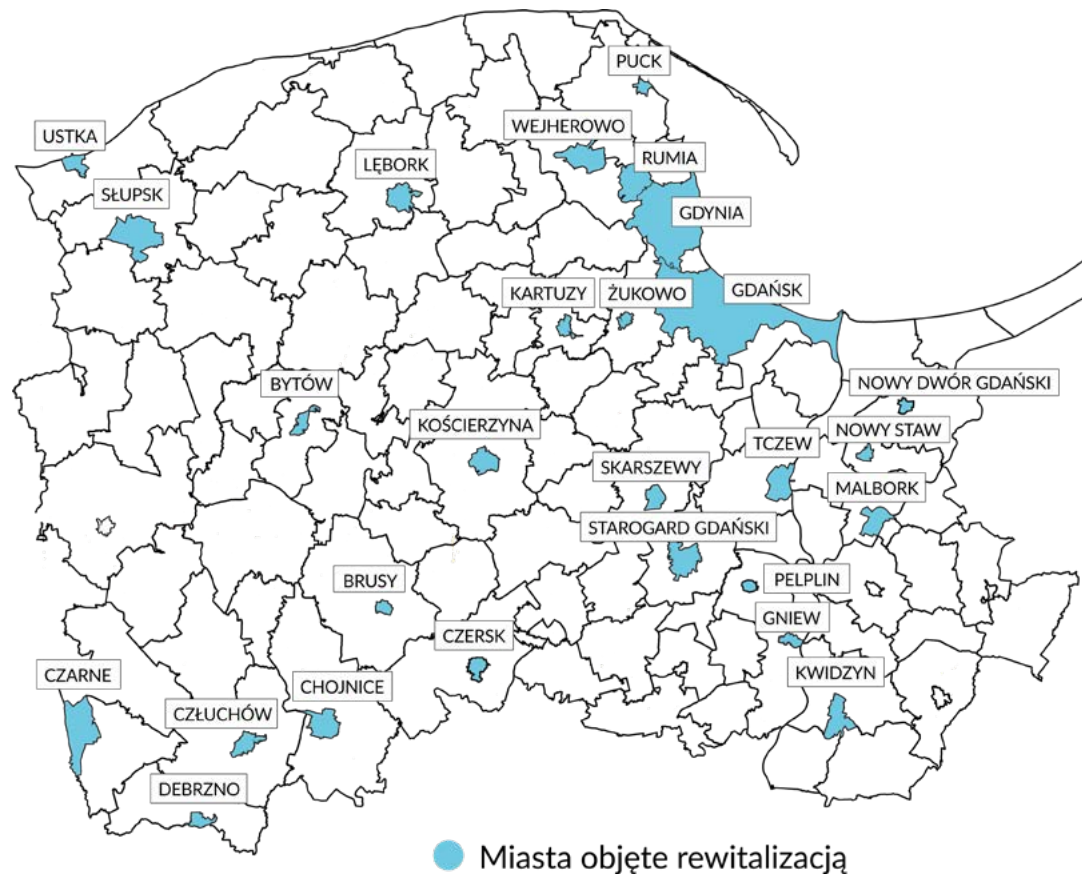 PUCK
WEJHEROWO
USTKA
RUMIA
LĘBORK
SŁUPSK
GDYNIA
KARTUZY
ŻUKOWO
GDAŃSK
BYTÓW
NOWY DWÓR GDAŃSKI
KOŚCIERZYNA
NOWY STAW
TCZEW
SKARSZEWY
MALBORK
STAROGARD GDAŃSKI
BRUSY
PELPLIN
GNIEW
CZERSK
CZARNE
CHOJNICE
KWIDZYN
CZŁUCHÓW
DEBRZNO
Miasta objęte rewitalizacją